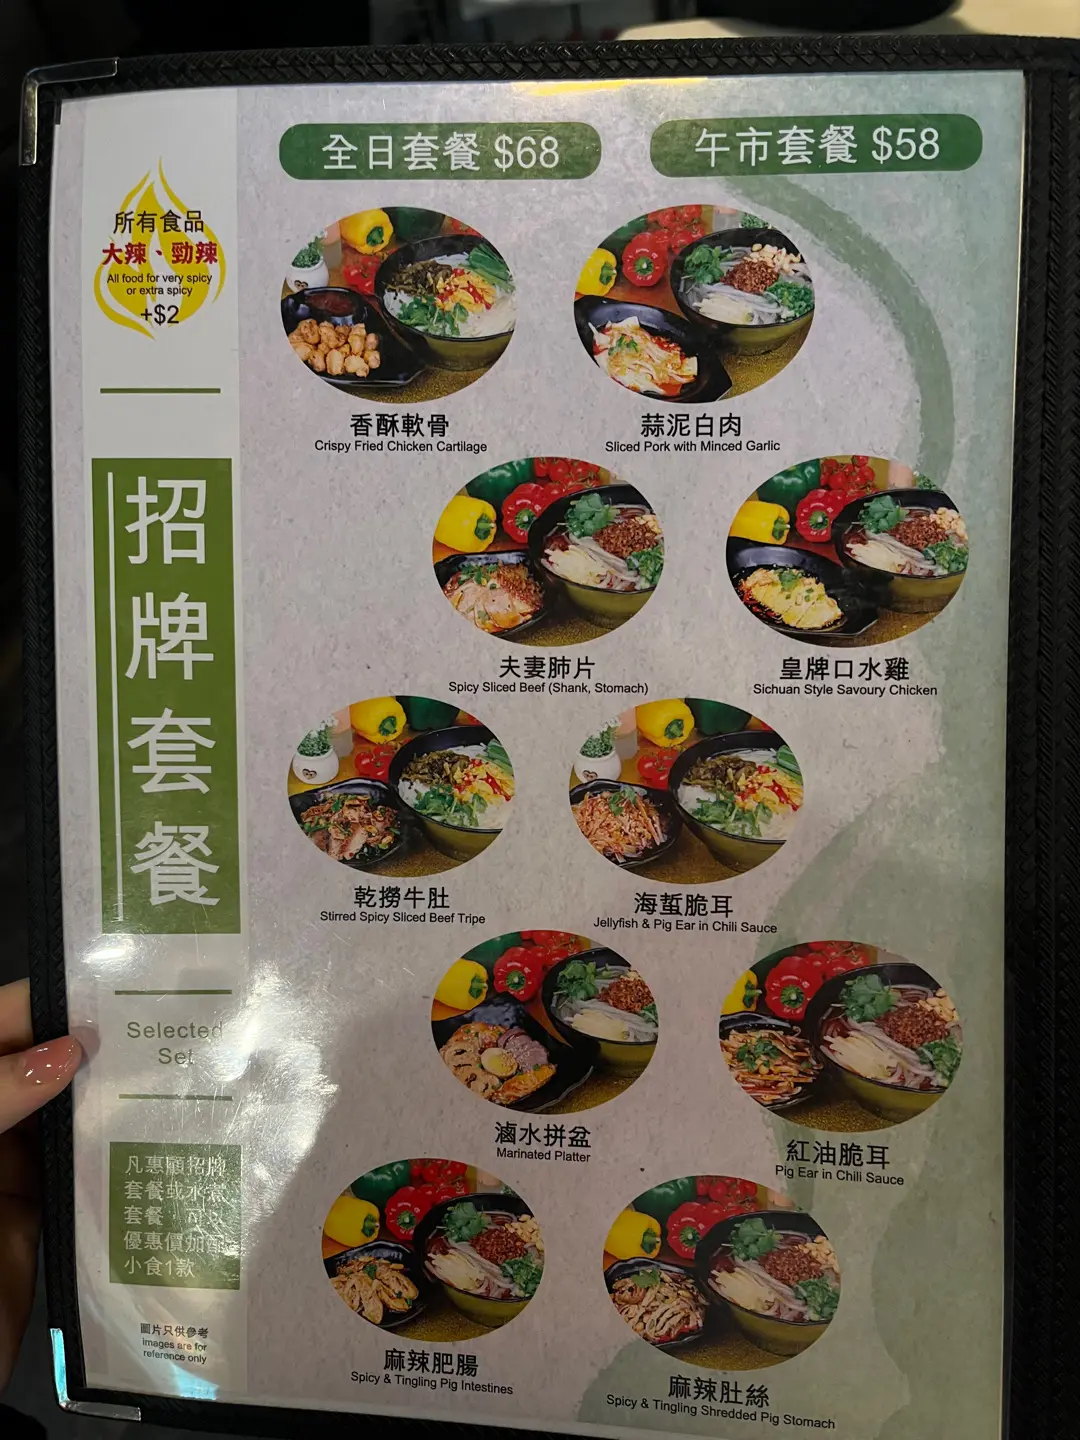 全日套餐 $68
午市套餐 $58
所有食品
大辣、勁辣
All food for very spicy
or extra spicy
+$2
招牌套餐
Selected
Set
凡惠顧招牌
套餐或水煮
套餐，可以
優惠價加配
小食1款
圖片只供參考
images are for
reference only
香酥軟骨
Crispy Fried Chicken Cartilage
蒜泥白肉
Sliced Pork with Minced Garlic
夫妻肺片
Spicy Sliced Beef (Shank, Stomach)
皇牌口水雞
Sichuan Style Savoury Chicken
乾撈牛肚
Stirred Spicy Sliced Beef Tripe
海蜇脆耳
Jellyfish & Pig Ear in Chili Sauce
滷水拼盆
Marinated Platter
紅油脆耳
Pig Ear in Chili Sauce
麻辣肥腸
Spicy & Tingling Pig Intestines
麻辣肚絲
Spicy & Tingling Shredded Pig Stomach